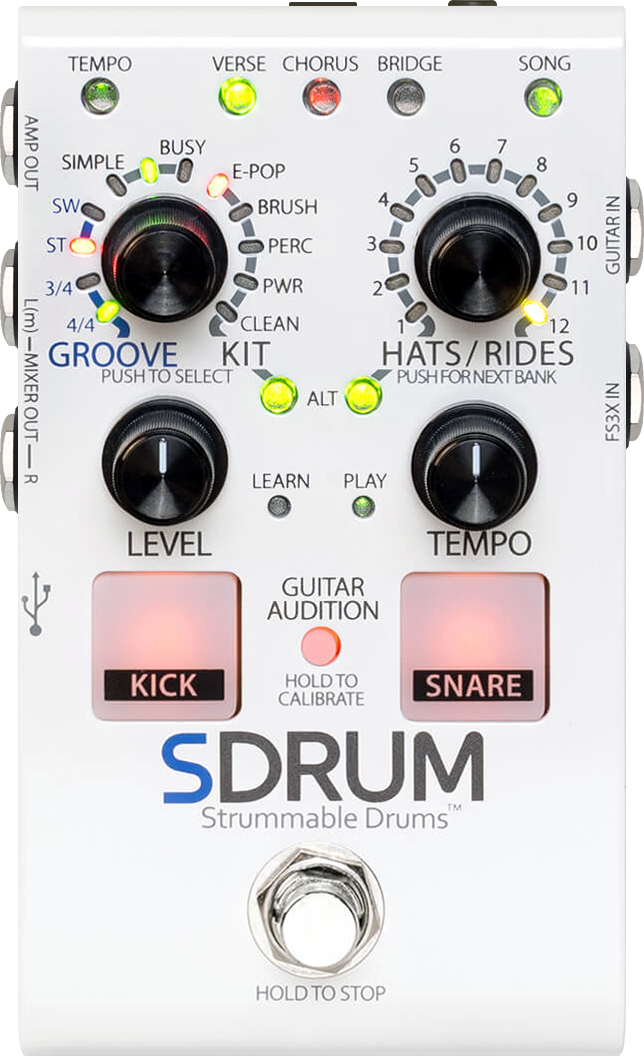 TEMPO
VERSE
CHORUS
BRIDGE
SONG
AMP OUT
L(m) — MIXER OUT — R
GUITAR IN
FS3X IN
SIMPLE
BUSY
SW
ST
3/4
4/4
E-POP
BRUSH
PERC
PWR
CLEAN
GROOVE
KIT
PUSH TO SELECT
1
2
3
4
5
6
7
8
9
10
11
12
HATS/RIDES
PUSH FOR NEXT BANK
ALT
LEARN
PLAY
LEVEL
TEMPO
GUITAR
AUDITION
HOLD TO
CALIBRATE
KICK
SNARE
SDRUM
Strummable Drums™
HOLD TO STOP